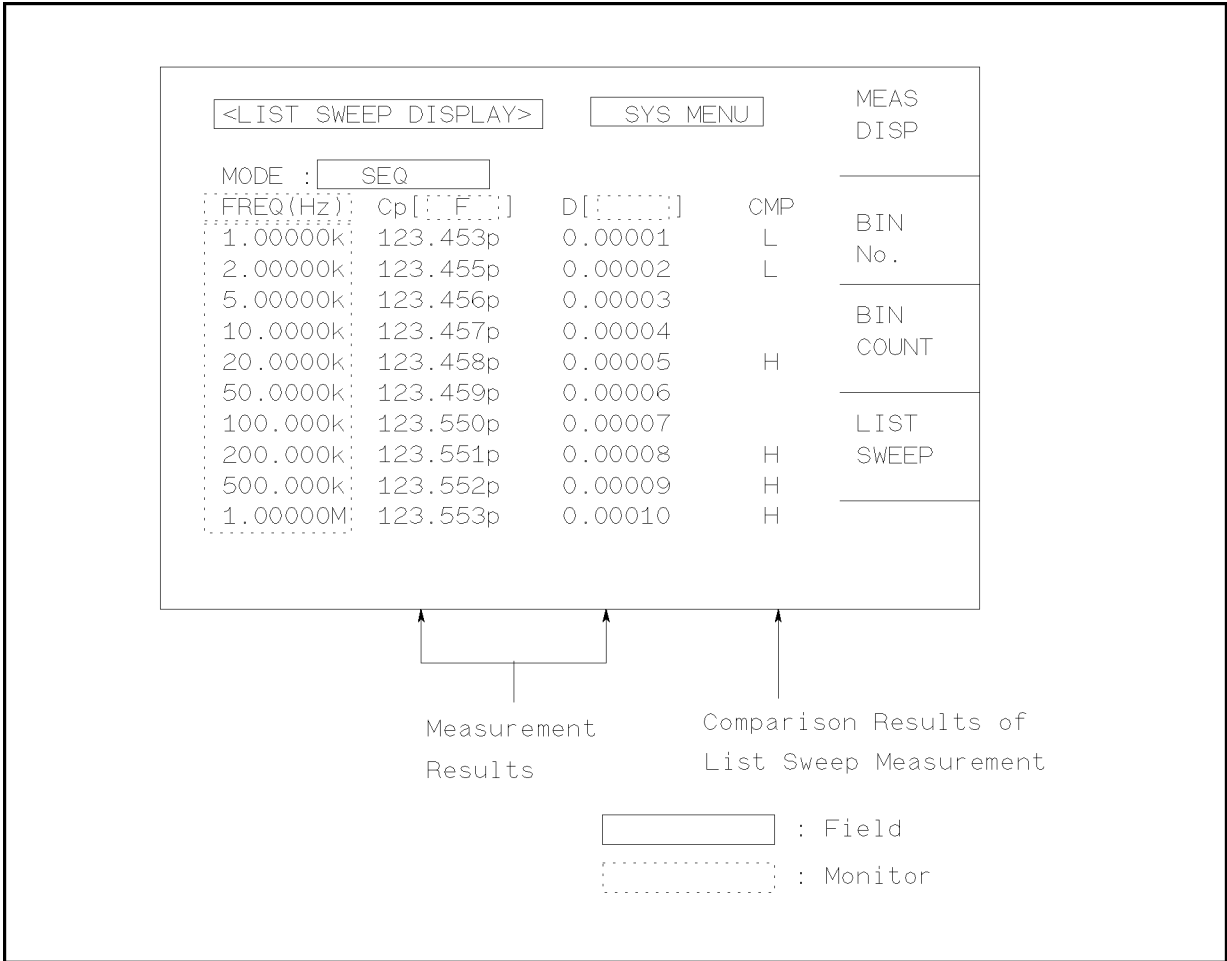 <LIST SWEEP DISPLAY> SYS MENU
MODE : SEQ
FREQ(Hz) Cp[ F ] D[ ] CMP
1.00000k 123.453p 0.00001 L
2.00000k 123.455p 0.00002 L
5.00000k 123.456p 0.00003
10.0000k 123.457p 0.00004
20.0000k 123.458p 0.00005 H
50.0000k 123.459p 0.00006
100.000k 123.550p 0.00007
200.000k 123.551p 0.00008 H
500.000k 123.552p 0.00009 H
1.00000M 123.553p 0.00010 H
MEAS
DISP
BIN
No.
BIN
COUNT
LIST
SWEEP
Measurement
Results
Comparison Results of
List Sweep Measurement
: Field
: Monitor